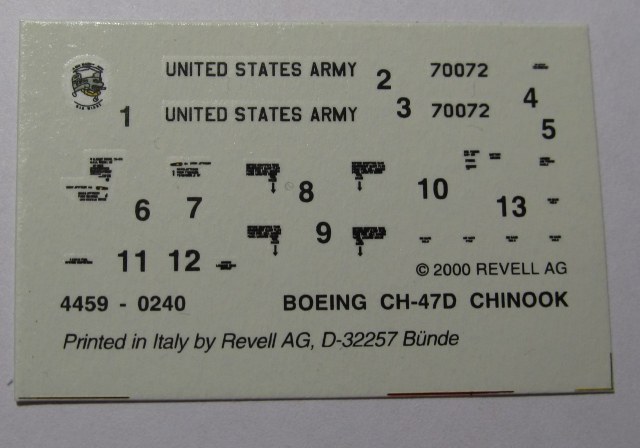 UNITED STATES ARMY 2 70072
1 UNITED STATES ARMY 3 70072 4
5
6 7 8 10 13
11 12 9
© 2000 REVELL AG
4459 - 0240 BOEING CH-47D CHINOOK
Printed in Italy by Revell AG, D-32257 Bünde